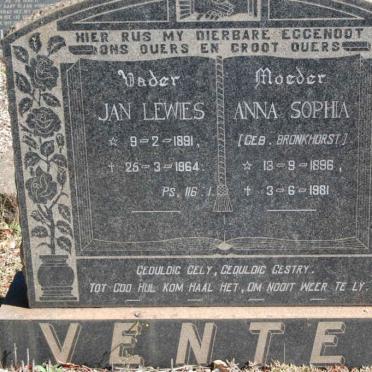 HIER RUS MY DIERBARE EGGENOOT
ONS OUERS EN GROOT OUERS
Vader
JAN LEWIES
☆ 9-2-1891,
✝ 25-3-1964.
PS. 116:1.
Moeder
ANNA SOPHIA
[GEB. BRONKHORST]
☆ 13-9-1896,
✝ 3-6-1981
GEDULDIG GELY, GEDULDIG GESTRY.
TOT GOD HUL KOM HAAL HET, OM NOOIT WEER TE LY.
VENTE